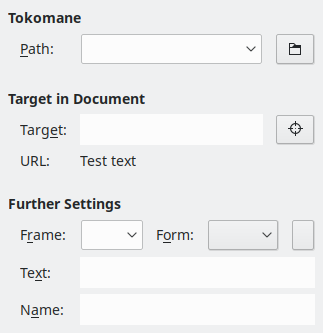 Tokomane
Path:
Target in Document
Target:
URL: Test text
Further Settings
Frame: Form:
Text:
Name: